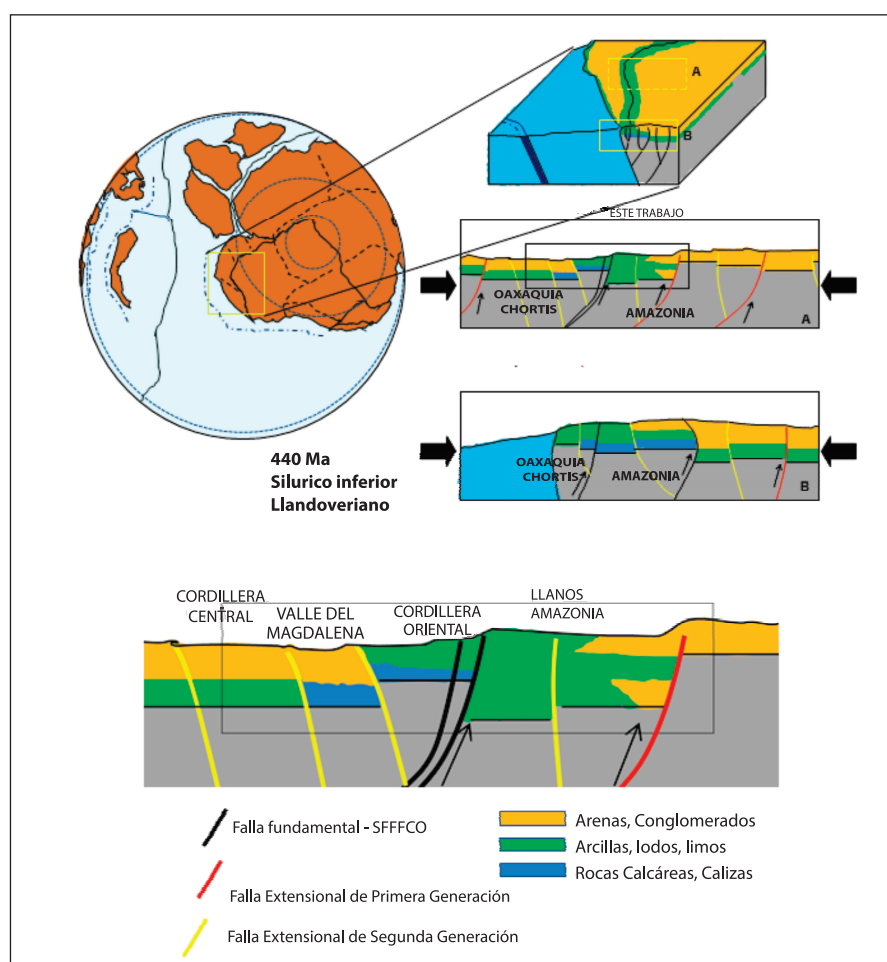 A
B
ESTE TRABAJO
OAXAQUIA
CHORTIS
AMAZONIA
A
OAXAQUIA
CHORTIS
AMAZONIA
B
440 Ma
Silurico inferior
Llandoveriano
CORDILLERA
CENTRAL
VALLE DEL
MAGDALENA
CORDILLERA
ORIENTAL
LLANOS
AMAZONIA
Falla fundamental - SFFFCO
Falla Extensional de Primera Generación
Falla Extensional de Segunda Generación
Arenas, Conglomerados
Arcillas, lodos, limos
Rocas Calcáreas, Calizas